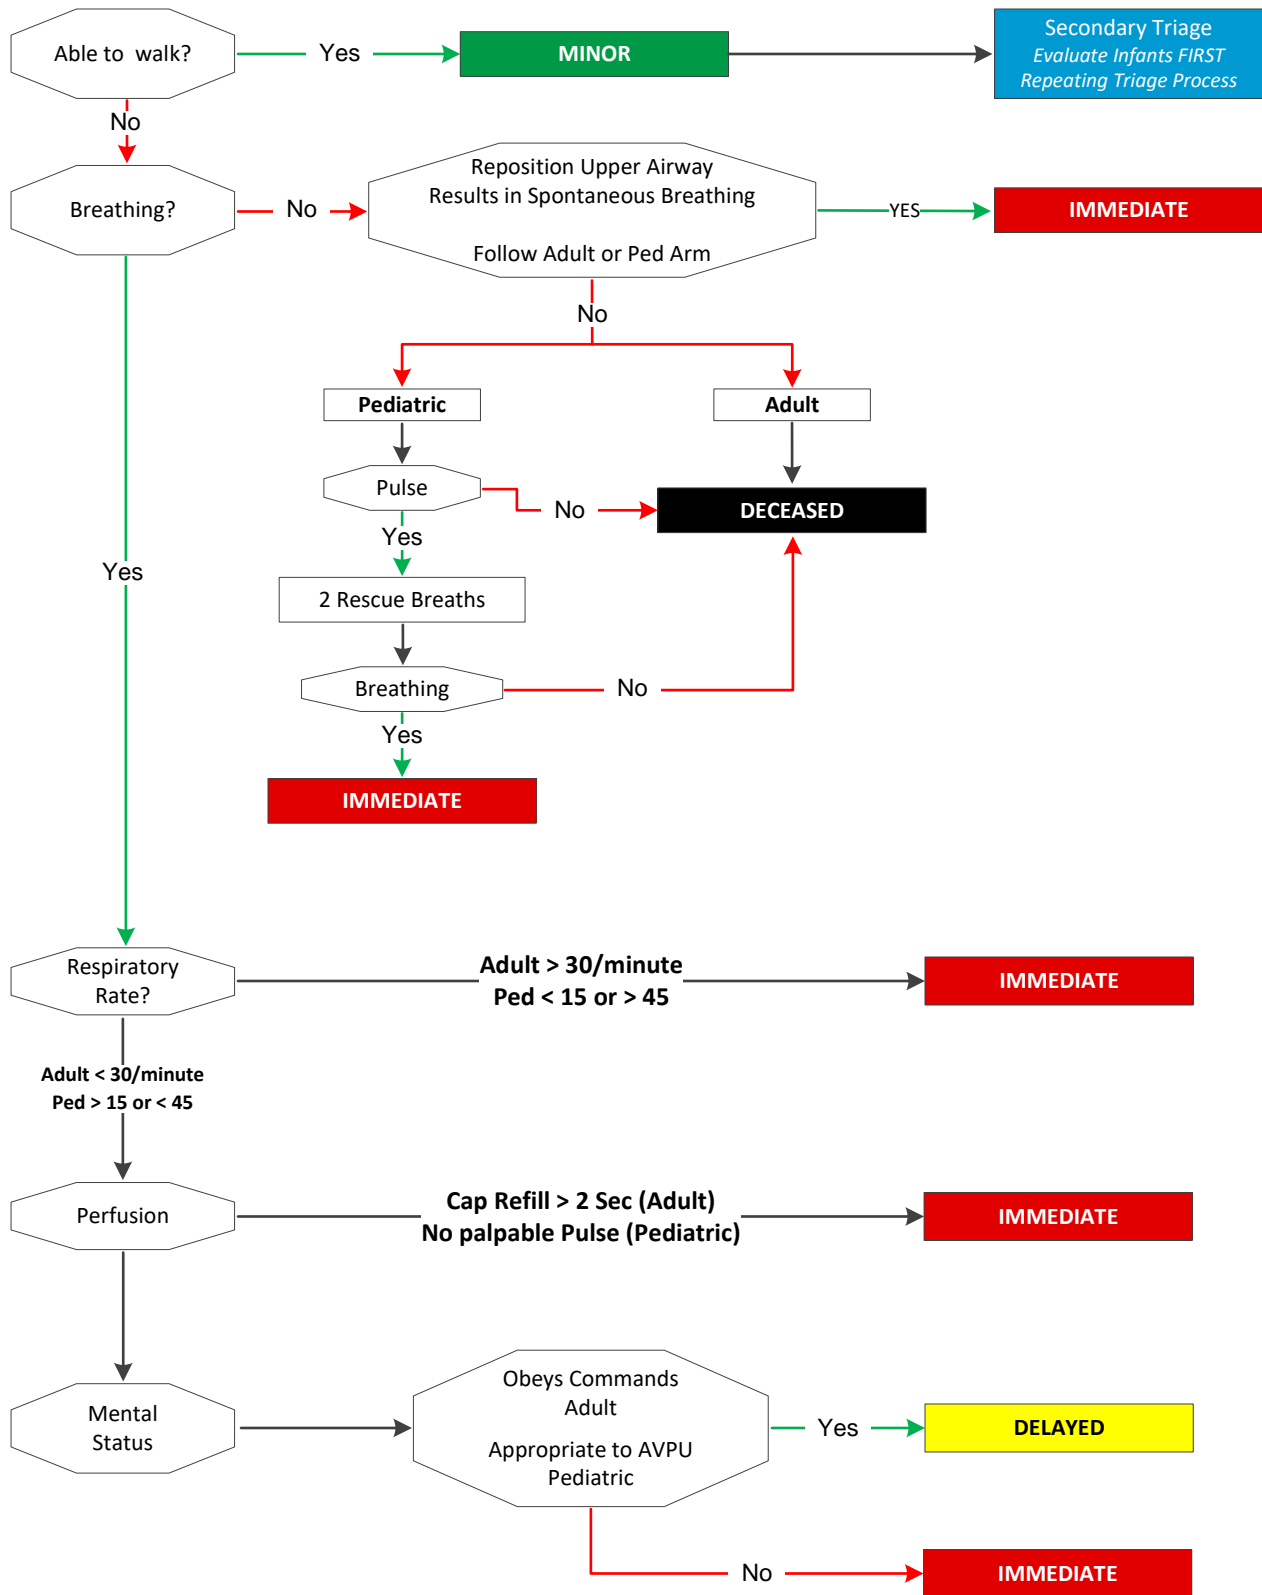 Able to  walk?
Yes
MINOR
Secondary Triage
Evaluate Infants FIRST
Repeating Triage Process
No
Breathing?
No
Reposition Upper Airway
Results in Spontaneous Breathing
Follow Adult or Ped Arm
YES
IMMEDIATE
No
Pediatric
Adult
Pulse
No
DECEASED
Yes
Yes
2 Rescue Breaths
Breathing
No
Yes
IMMEDIATE
Respiratory
Rate?
Adult > 30/minute
Ped < 15 or > 45
IMMEDIATE
Adult < 30/minute
Ped > 15 or < 45
Perfusion
Cap Refill > 2 Sec (Adult)
No palpable Pulse (Pediatric)
IMMEDIATE
Mental
Status
Obeys Commands
Adult
Appropriate to AVPU
Pediatric
Yes
DELAYED
No
IMMEDIATE